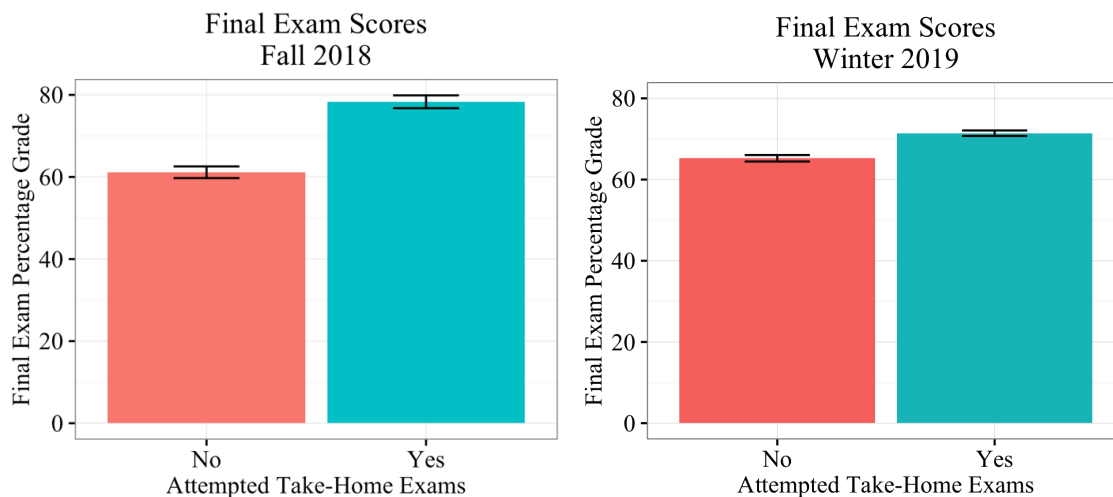 Final Exam Scores
Fall 2018
Final Exam Percentage Grade
80
60
40
20
0
No Yes
Attempted Take-Home Exams
Final Exam Scores
Winter 2019
Final Exam Percentage Grade
80
60
40
20
0
No Yes
Attempted Take-Home Exams